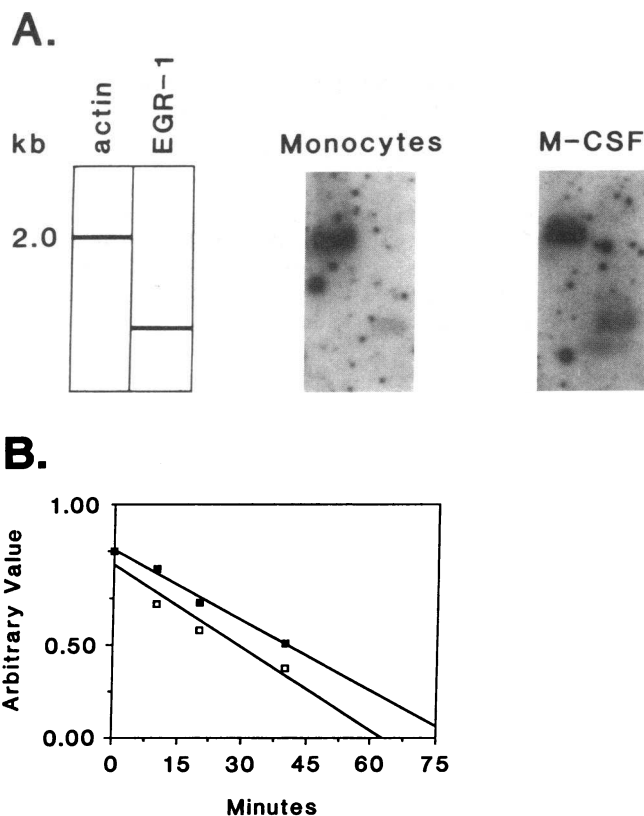 A.
kb
actin
EGR-1
Monocytes
M-CSF
2.0
B.
Arbitrary Value
1.00
0.50
0.00
0 15 30 45 60 75
Minutes